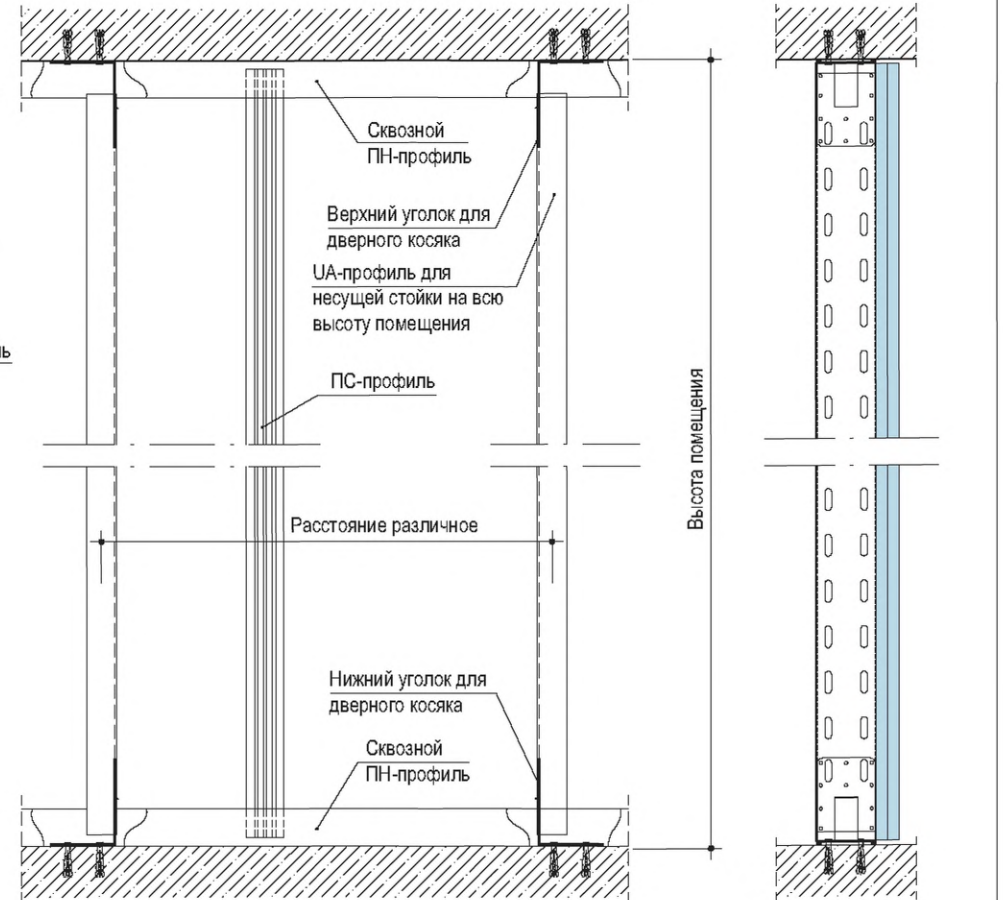 Сквозной
ПН-профиль
Верхний уголок для
дверного косяка
UA-профиль для
несущей стойки на всю
высоту помещения
ПС-профиль
Высота помещения
Расстояние различное
Нижний уголок для
дверного косяка
Сквозной
ПН-профиль